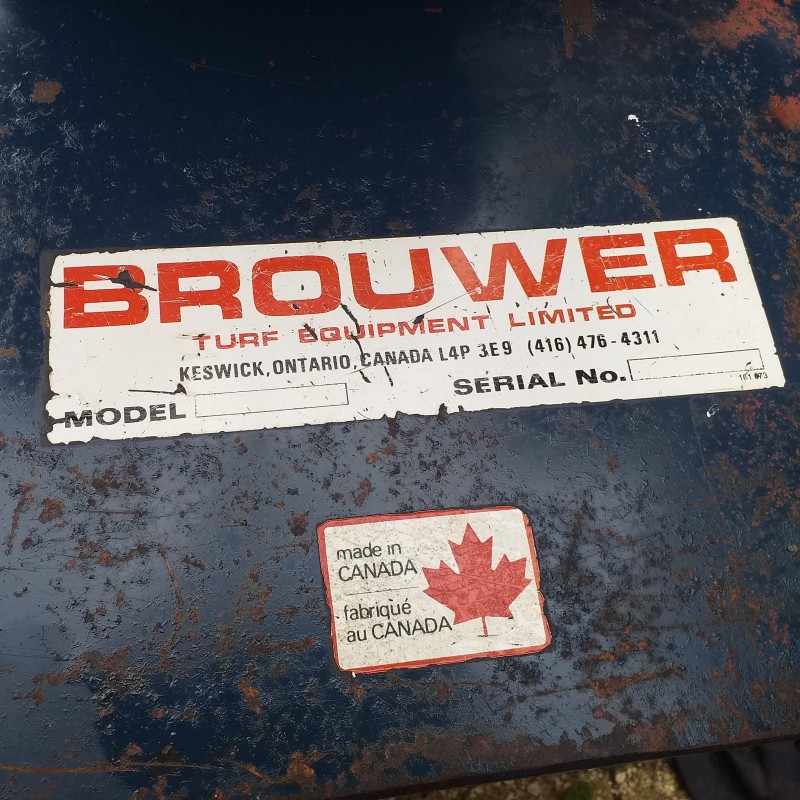 BROUWER
TURF EQUIPMENT LIMITED
KESWICK, ONTARIO, CANADA L4P 3E9 (416) 476-4311
MODEL SERIAL No.
made in
CANADA
fabriqué
au CANADA